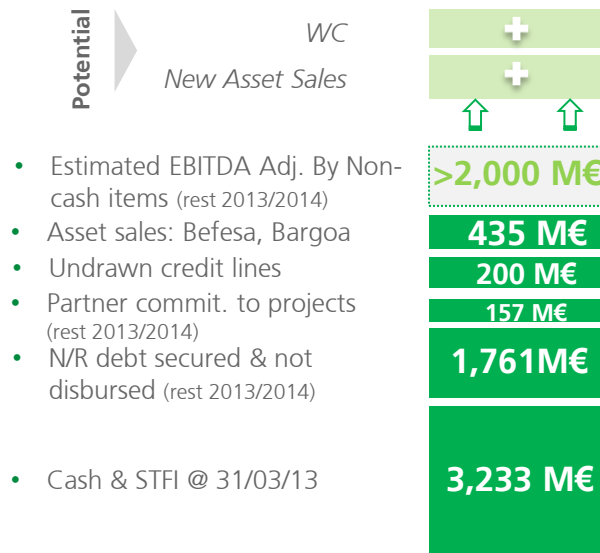 Potential
WC
+
New Asset Sales
+
• Estimated EBITDA Adj. By Non-
cash items (rest 2013/2014)
>2,000 M€
• Asset sales: Befesa, Bargoa
435 M€
• Undrawn credit lines
200 M€
• Partner commit. to projects
(rest 2013/2014)
157 M€
• N/R debt secured & not
disbursed (rest 2013/2014)
1,761M€
• Cash & STFI @ 31/03/13
3,233 M€